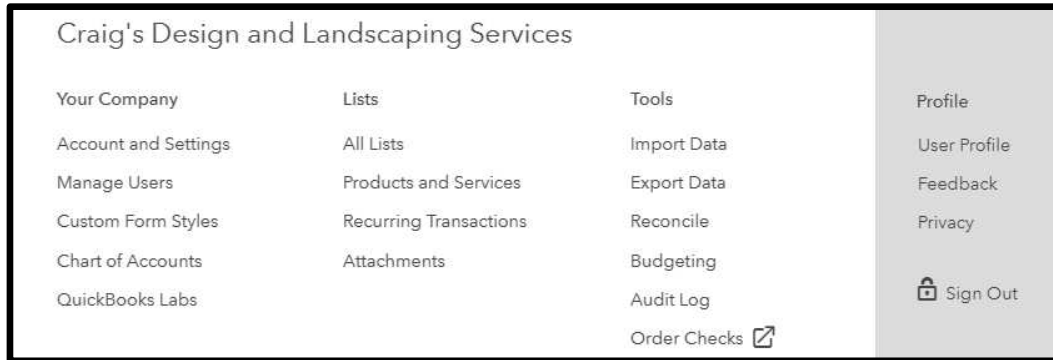 Craig's Design and Landscaping Services
Your Company
Account and Settings
Manage Users
Custom Form Styles
Chart of Accounts
QuickBooks Labs
Lists
All Lists
Products and Services
Recurring Transactions
Attachments
Tools
Import Data
Export Data
Reconcile
Budgeting
Audit Log
Order Checks
Profile
User Profile
Feedback
Privacy
Sign Out